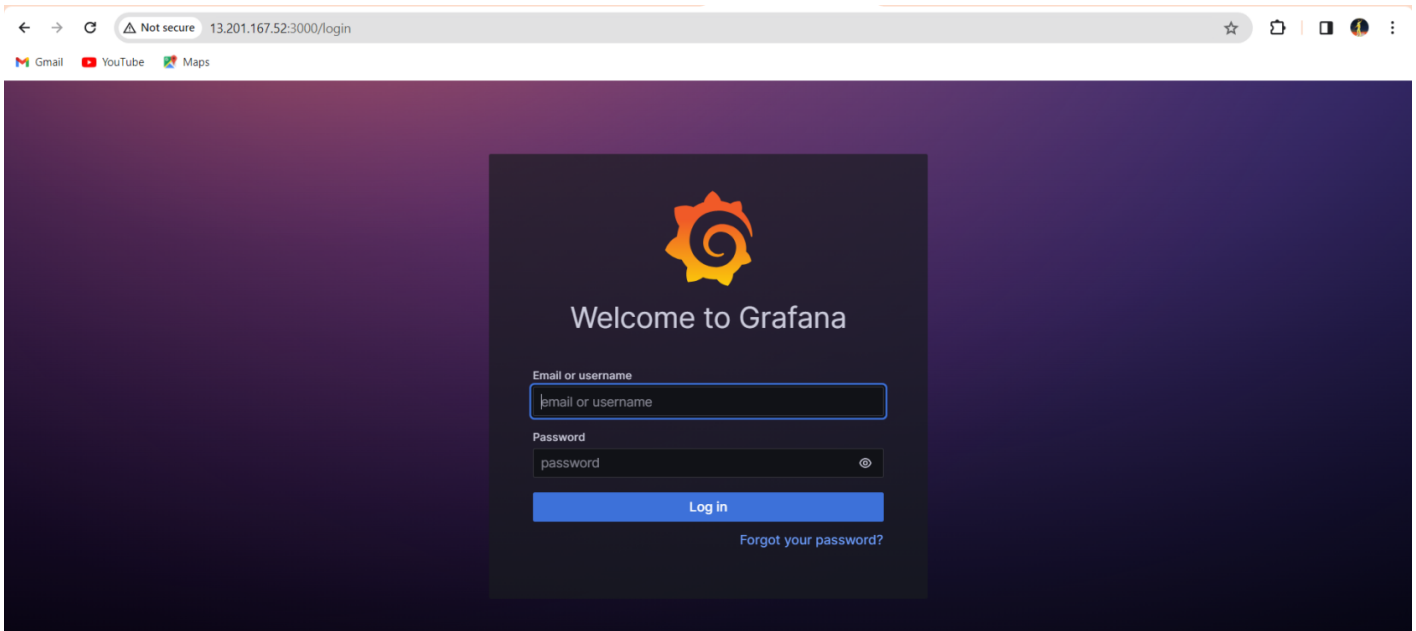 Not secure 13.201.167.52:3000/login
Gmail YouTube Maps
Welcome to Grafana
Email or username
email or username
Password
password
Log in
Forgot your password?